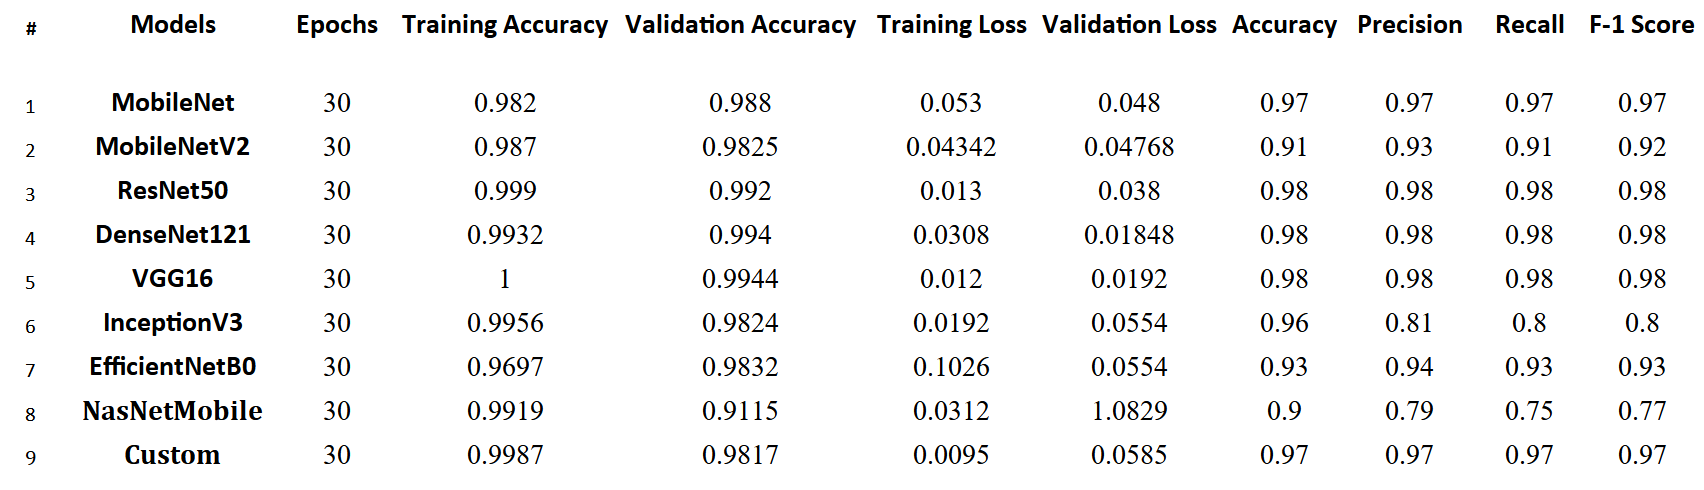 # Models Epochs Training Accuracy Validation Accuracy Training Loss Validation Loss Accuracy Precision Recall F-1 Score
1 MobileNet 30 0.982 0.988 0.053 0.048 0.97 0.97 0.97 0.97
2 MobileNetV2 30 0.987 0.9825 0.04342 0.04768 0.91 0.93 0.91 0.92
3 ResNet50 30 0.999 0.992 0.013 0.038 0.98 0.98 0.98 0.98
4 DenseNet121 30 0.9932 0.994 0.0308 0.01848 0.98 0.98 0.98 0.98
5 VGG16 30 1 0.9944 0.012 0.0192 0.98 0.98 0.98 0.98
6 InceptionV3 30 0.9956 0.9824 0.0192 0.0554 0.96 0.81 0.8 0.8
7 EfficientNetB0 30 0.9697 0.9832 0.1026 0.0554 0.93 0.94 0.93 0.93
8 NasNetMobile 30 0.9919 0.9115 0.0312 1.0829 0.9 0.79 0.75 0.77
9 Custom 30 0.9987 0.9817 0.0095 0.0585 0.97 0.97 0.97 0.97